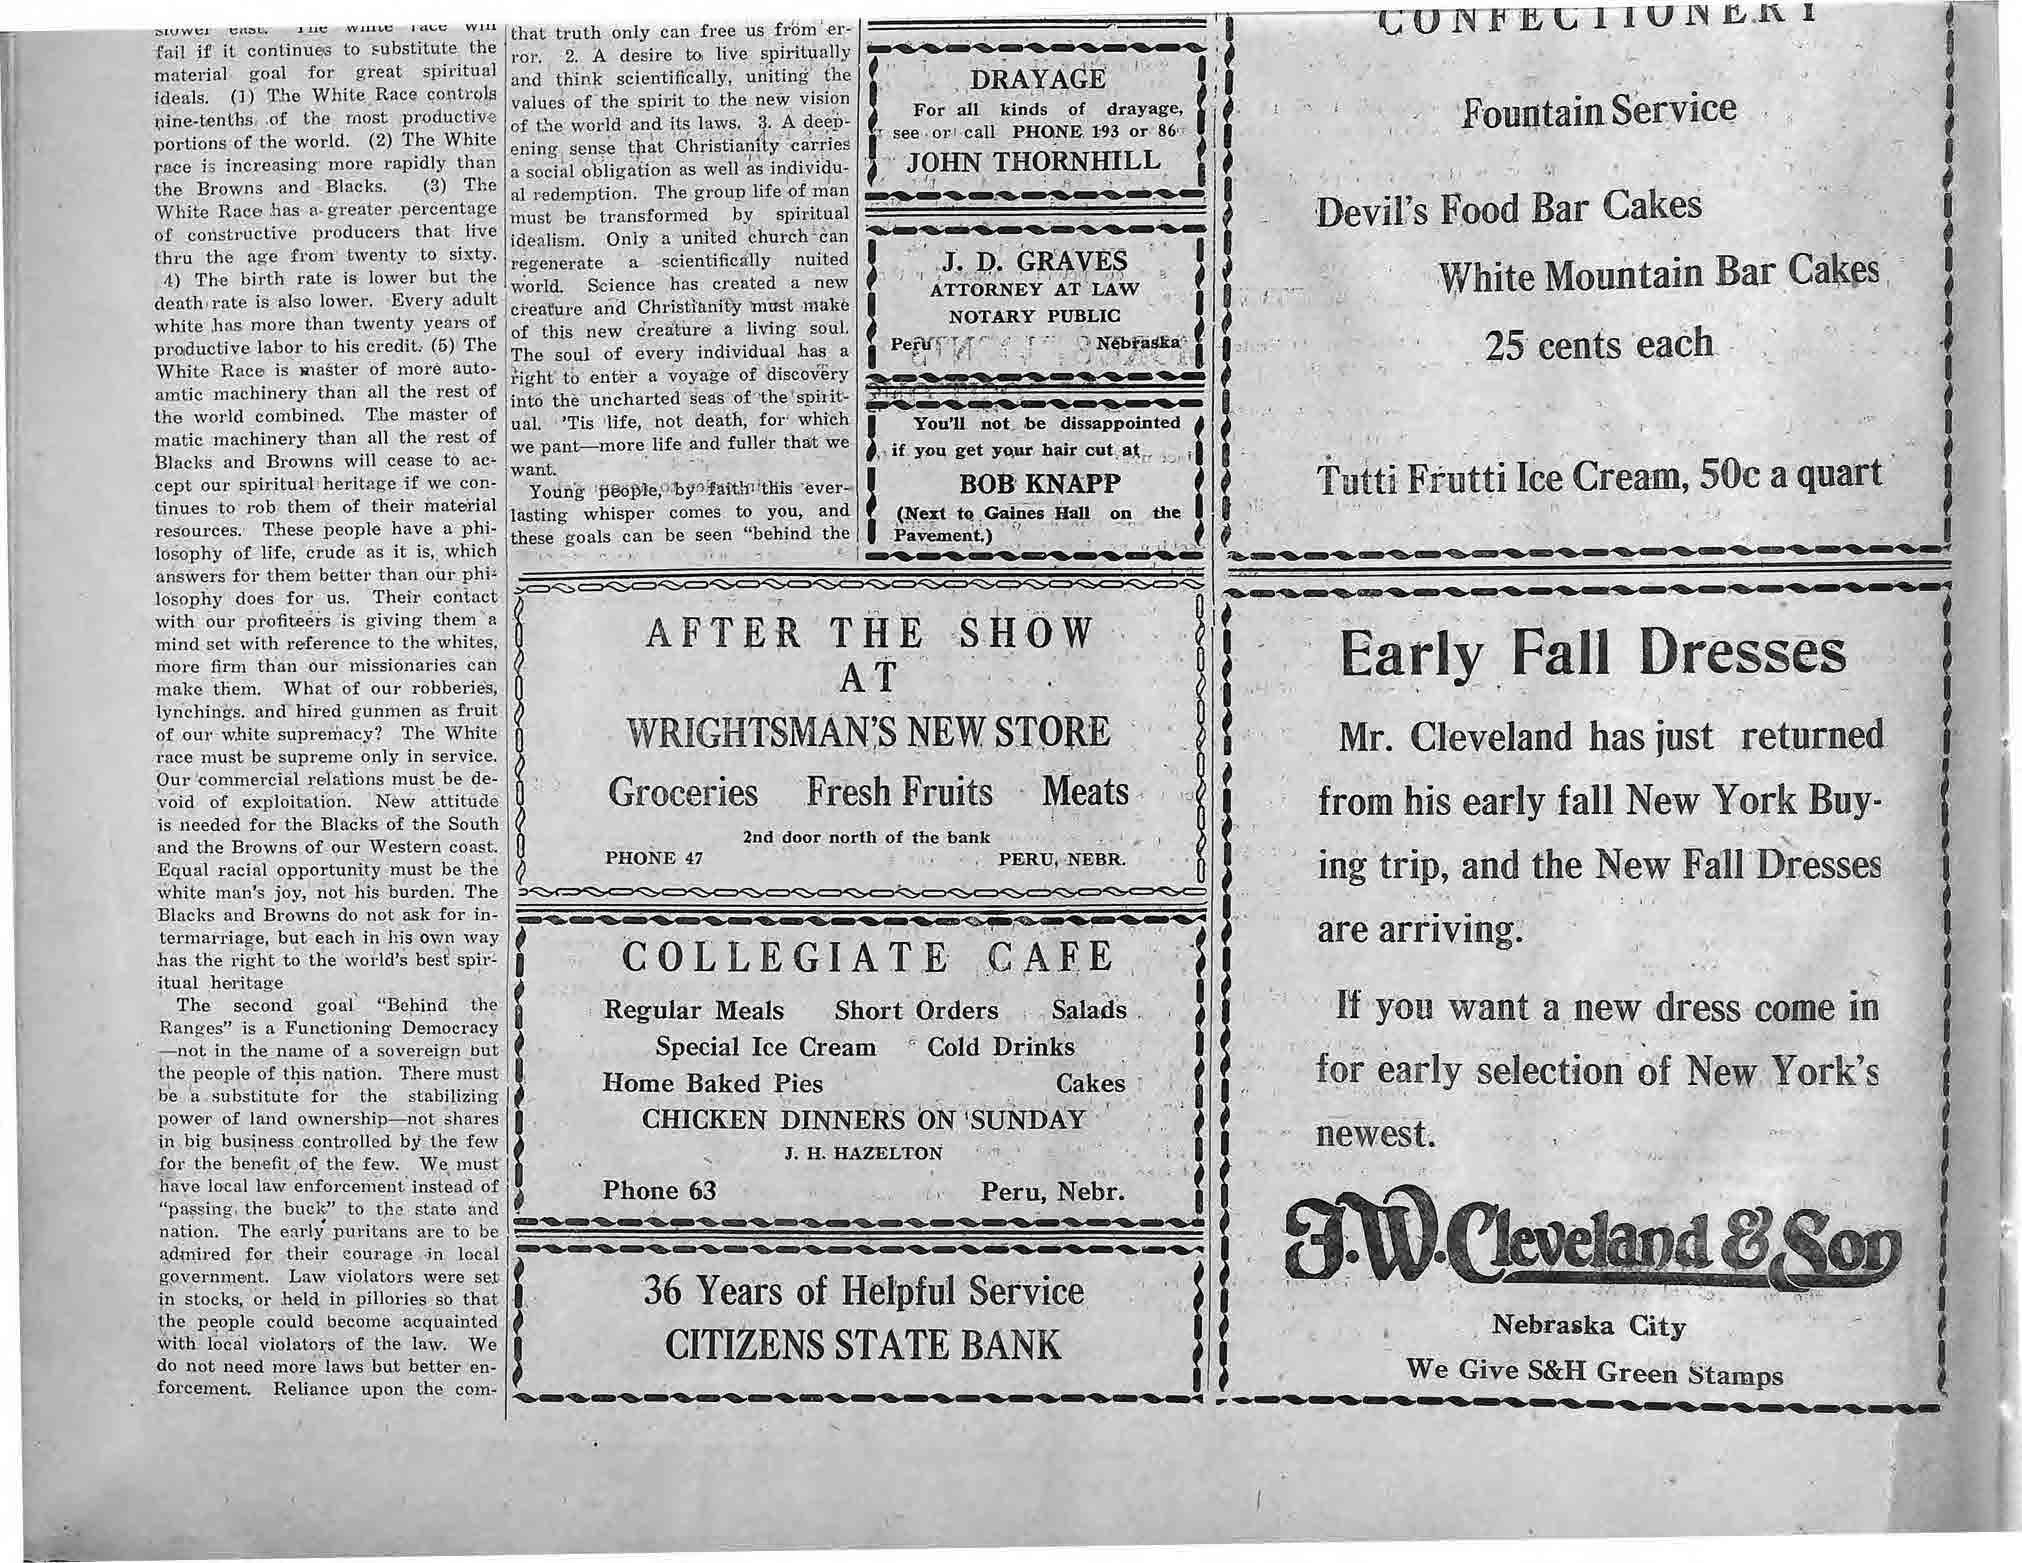 slower east. The white race will
fail if it continues to substitute the
material goal for great spiritual
ideals. (1) The White Race controls
nine-tenths of the most productive
portions of the world. (2) The White
race is increasing more rapidly than
the Browns and Blacks. (3) The
White Race has a greater percentage
of constructive producers that live
thru the age from twenty to sixty.
4) The birth rate is lower but the
death rate is also lower. Every adult
white has more than twenty years of
productive labor to his credit. (5) The
White Race is master of more auto-
amtic machinery than all the rest of
the world combined. The master of
matic machinery than all the rest of
Blacks and Browns will cease to ac-
cept our spiritual heritage if we con-
tinues to rob them of their material
resources. These people have a phi-
losophy of life, crude as it is, which
answers for them better than our phi-
losophy does for us. Their contact
with our profiteers is giving them a
mind set with reference to the whites,
more firm than our missionaries can
make them. What of our robberies,
lynchings. and hired gunmen as fruit
of our white supremacy? The White
race must be supreme only in service.
Our commercial relations must be de-
void of exploitation. New attitude
is needed for the Blacks of the South
and the Browns of our Western coast.
Equal racial opportunity must be the
white man's joy, not his burden. The
Blacks and Browns do not ask for in-
termarriage, but each in his own way
has the right to the world's best spir-
itual heritage
The second goal "Behind the
Ranges" is a Functioning Democracy
—not in the name of a sovereign but
the people of this nation. There must
be a substitute for the stabilizing
power of land ownership—not shares
in big business controlled by the few
for the benefit of the few. We must
have local law enforcement instead of
"passing the buck" to the state and
nation. The early puritans are to be
admired for their courage in local
government. Law violators were set
in stocks, or held in pillories so that
the people could become acquainted
with local violators of the law. We
do not need more laws but better en-
forcement. Reliance upon the com-
that truth only can free us from er-
ror. 2. A desire to live spiritually
and think scientifically, uniting the
values of the spirit to the new vision
of the world and its laws. 3. A deep-
ening sense that Christianity carries
a social obligation as well as individu-
al redemption. The group life of man
must be transformed by spiritual
idealism. Only a united church can
regenerate a scientifically nuited
world. Science has created a new
creature and Christianity must make
of this new creature a living soul.
The soul of every individual has a
right to enter a voyage of discovery
into the uncharted seas of the spirit-
ual. 'Tis life, not death, for which
we pant—more life and fuller that we
want.
Young people, by faith this ever-
lasting whisper comes to you, and
these goals can be seen "behind the
DRAYAGE
For all kinds of drayage,
see or call PHONE 193 or 86
JOHN THORNHILL
J. D. GRAVES
ATTORNEY AT LAW
NOTARY PUBLIC
Peru Nebraska
You'll not be dissappointed
if you get your hair cut at
BOB KNAPP
(Next to Gaines Hall on the
Pavement.)
AFTER THE SHOW
AT
WRIGHTSMAN'S NEW STORE
Groceries Fresh Fruits Meats
2nd door north of the bank
PHONE 47 PERU, NEBR.
COLLEGIATE CAFE
Regular Meals Short Orders Salads
Special Ice Cream Cold Drinks
Home Baked Pies Cakes
CHICKEN DINNERS ON SUNDAY
J. H. HAZELTON
Phone 63 Peru, Nebr.
36 Years of Helpful Service
CITIZENS STATE BANK
CONFECTIONERY
Fountain Service
Devil's Food Bar Cakes
White Mountain Bar Cakes
25 cents each
Tutti Frutti Ice Cream, 50c a quart
Early Fall Dresses
Mr. Cleveland has just returned
from his early fall New York Buy-
ing trip, and the New Fall Dresses
are arriving.
If you want a new dress come in
for early selection of New York's
newest.
J.W. Cleveland & Son
Nebraska City
We Give S&H Green Stamps